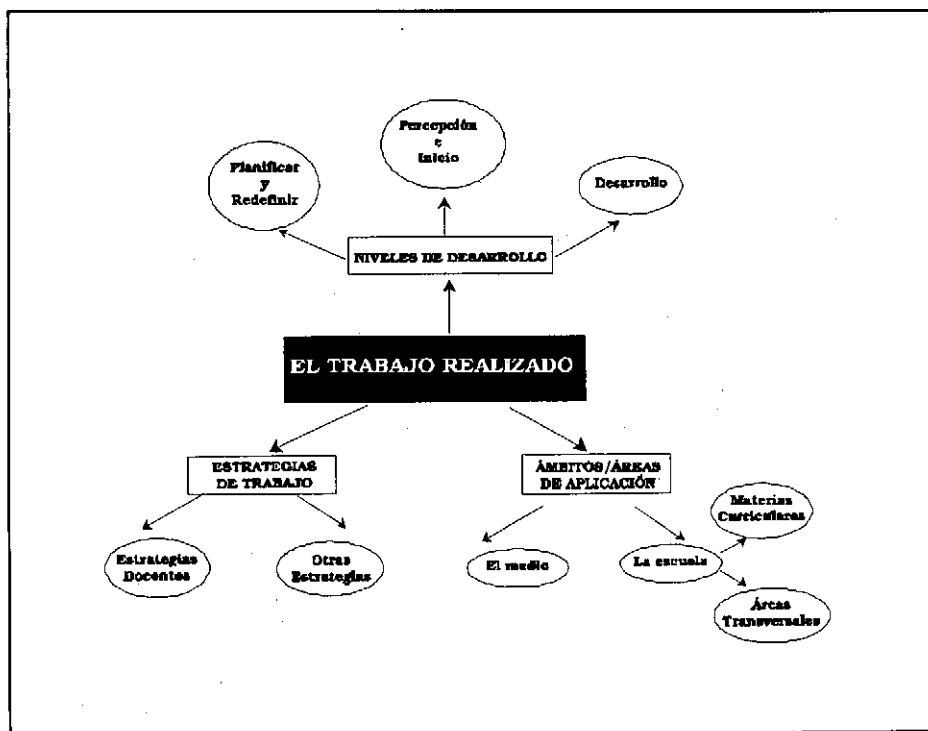 Percepción
e
Inicio
Planificar
y
Redefinir
Desarrollo
NIVELES DE DESARROLLO
EL TRABAJO REALIZADO
ESTRATEGIAS
DE TRABAJO
ÁMBITOS/ÁREAS
DE APLICACIÓN
Materias
Curriculares
Estrategias
Docentes
Otras
Estrategias
El medio
La escuela
Áreas
Transversales